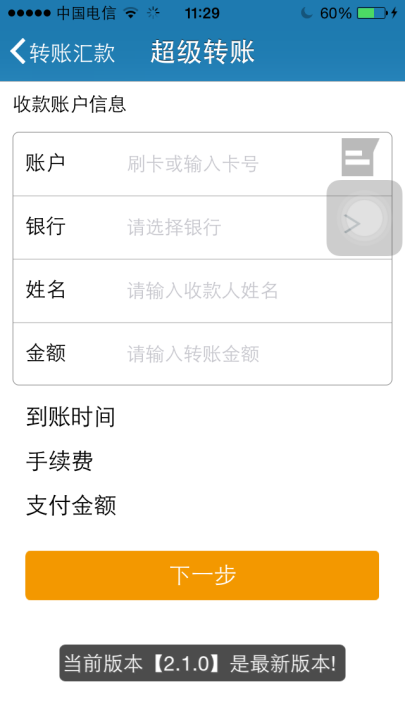 中国电信 11:29 60%
转账汇款 超级转账
收款账户信息
账户 刷卡或输入卡号
银行 请选择银行
姓名 请输入收款人姓名
金额 请输入转账金额
到账时间
手续费
支付金额
下一步
当前版本【2.1.0】是最新版本!